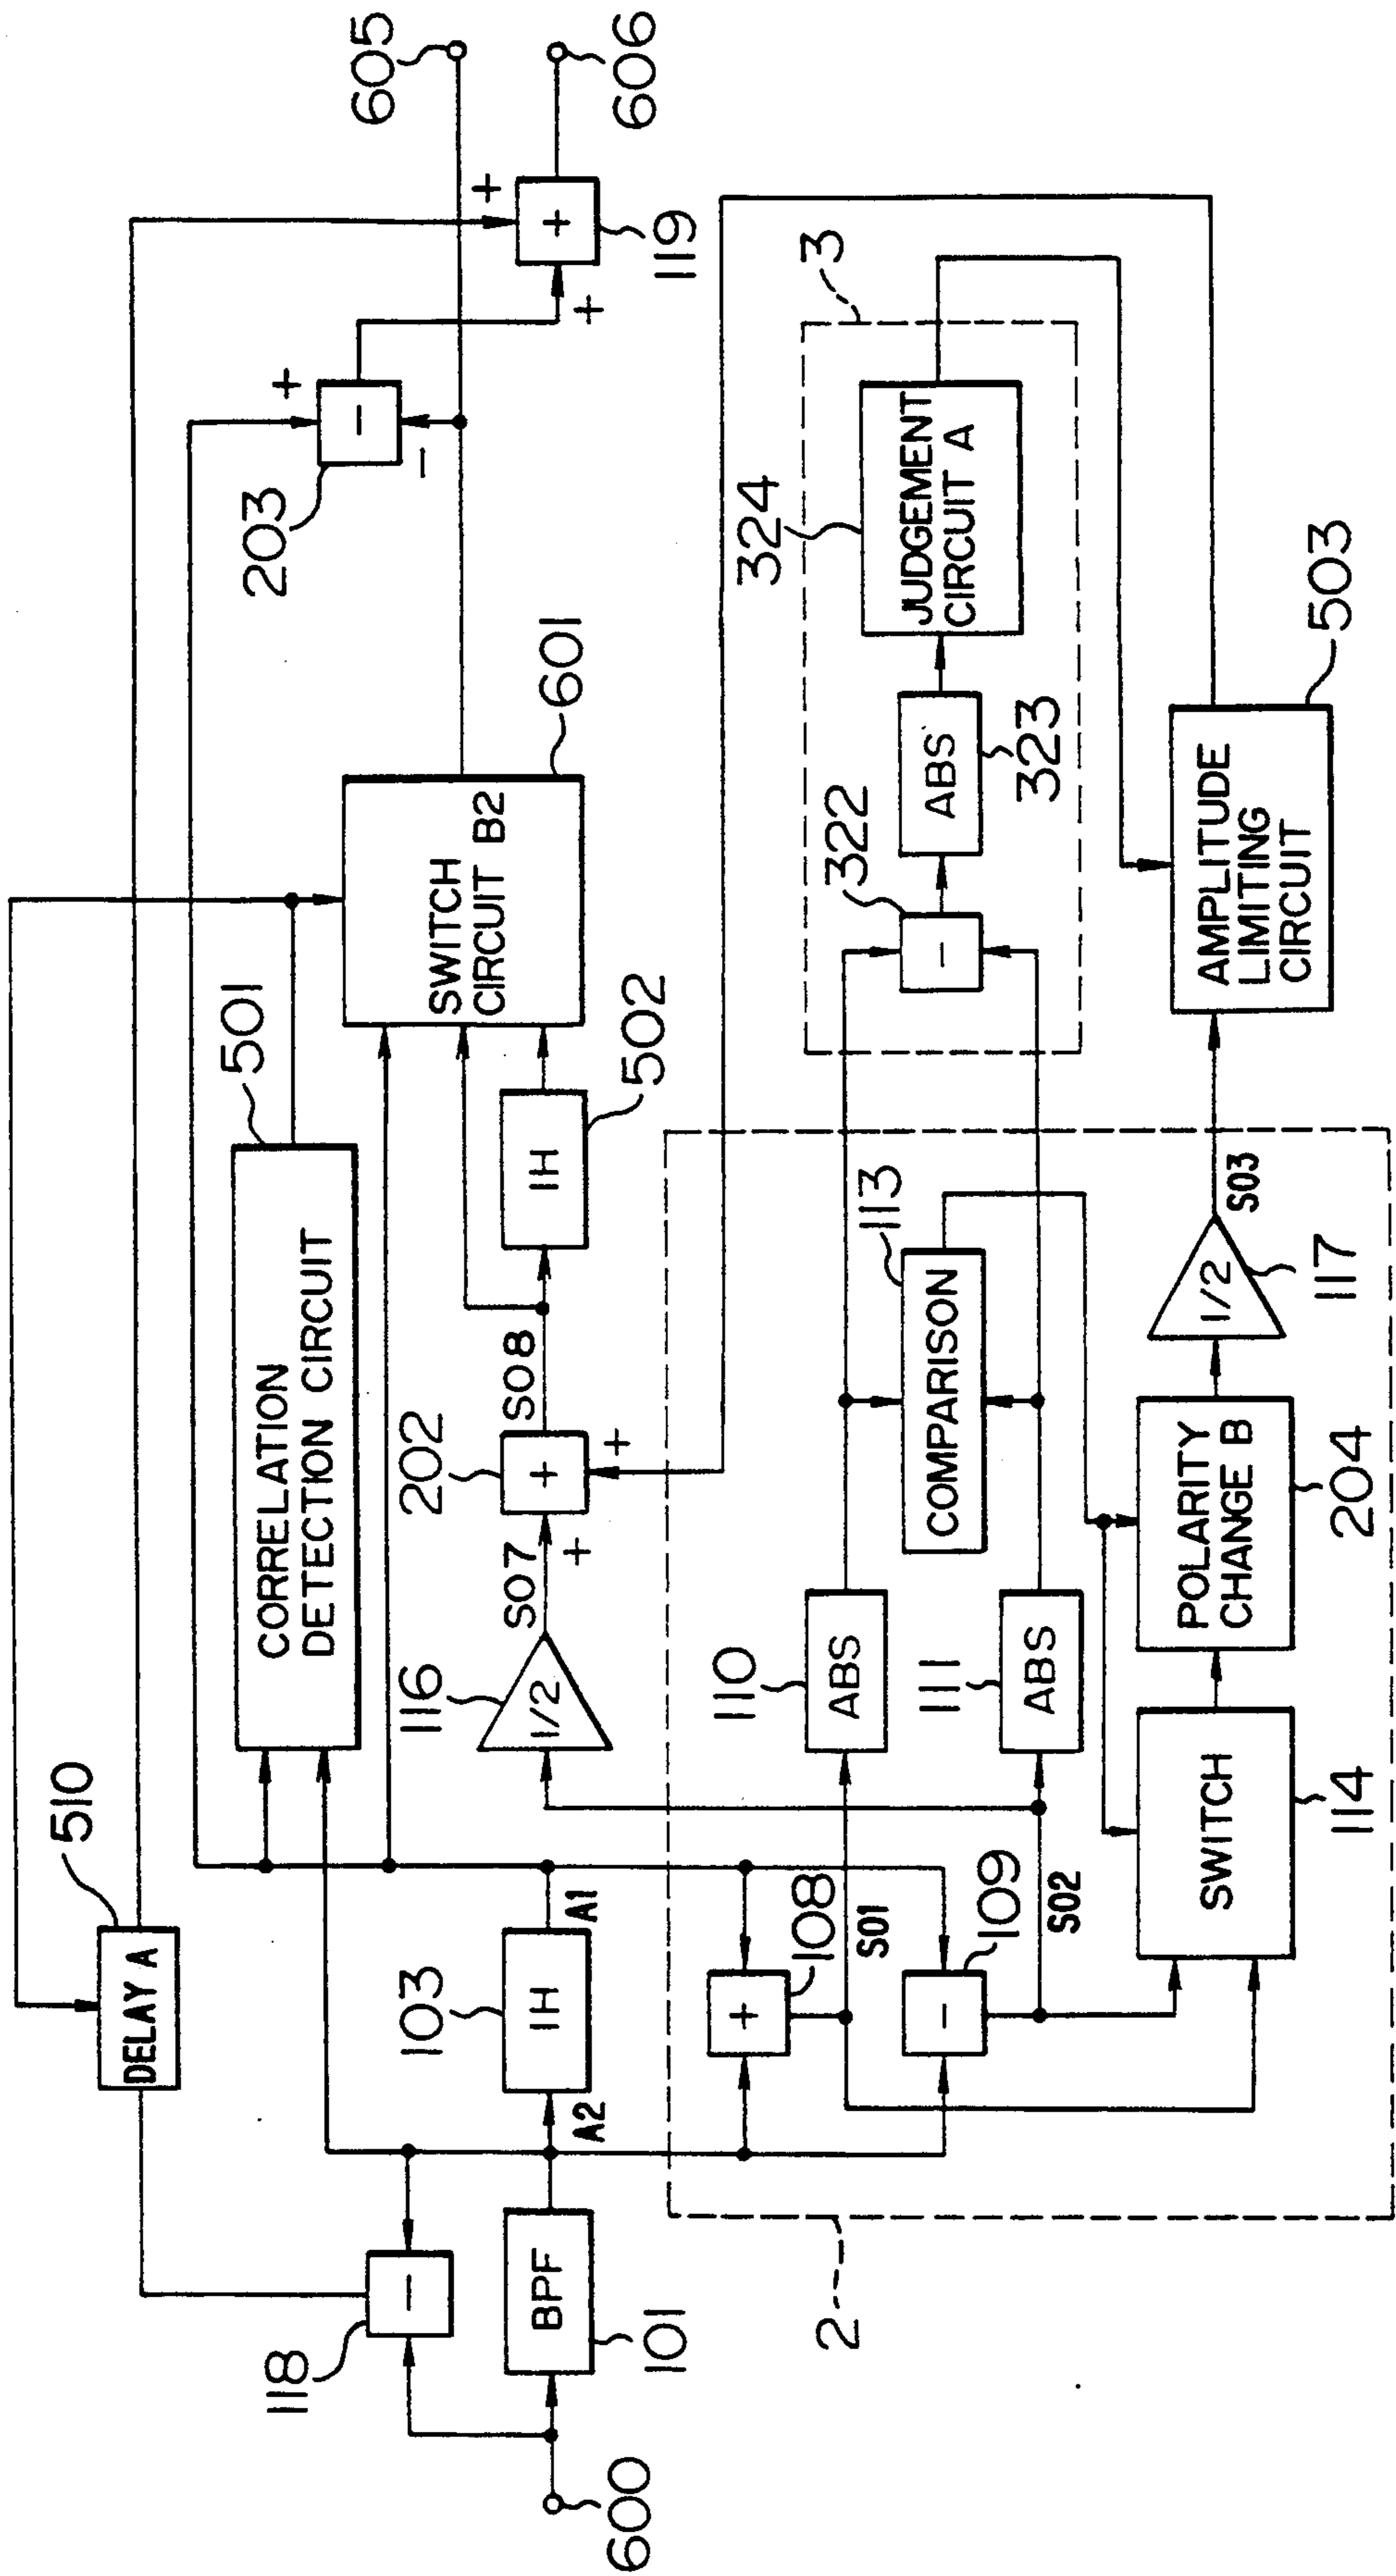 600
BPF
101
−
118
DELAY A
510
A2
1H
103
A1
CORRELATION
DETECTION CIRCUIT
501
1/2
116
S07
+
+
202
+
S08
1H
502
SWITCH
CIRCUIT B2
601
−
203
+
−
+
119
+
+
605
606
2
+
108
S01
−
109
S02
SWITCH
114
ABS
110
ABS
111
COMPARISON
113
POLARITY
CHANGE B
204
1/2
117
S03
3
−
322
ABS
323
JUDGEMENT
CIRCUIT A
324
AMPLITUDE
LIMITING
CIRCUIT
503